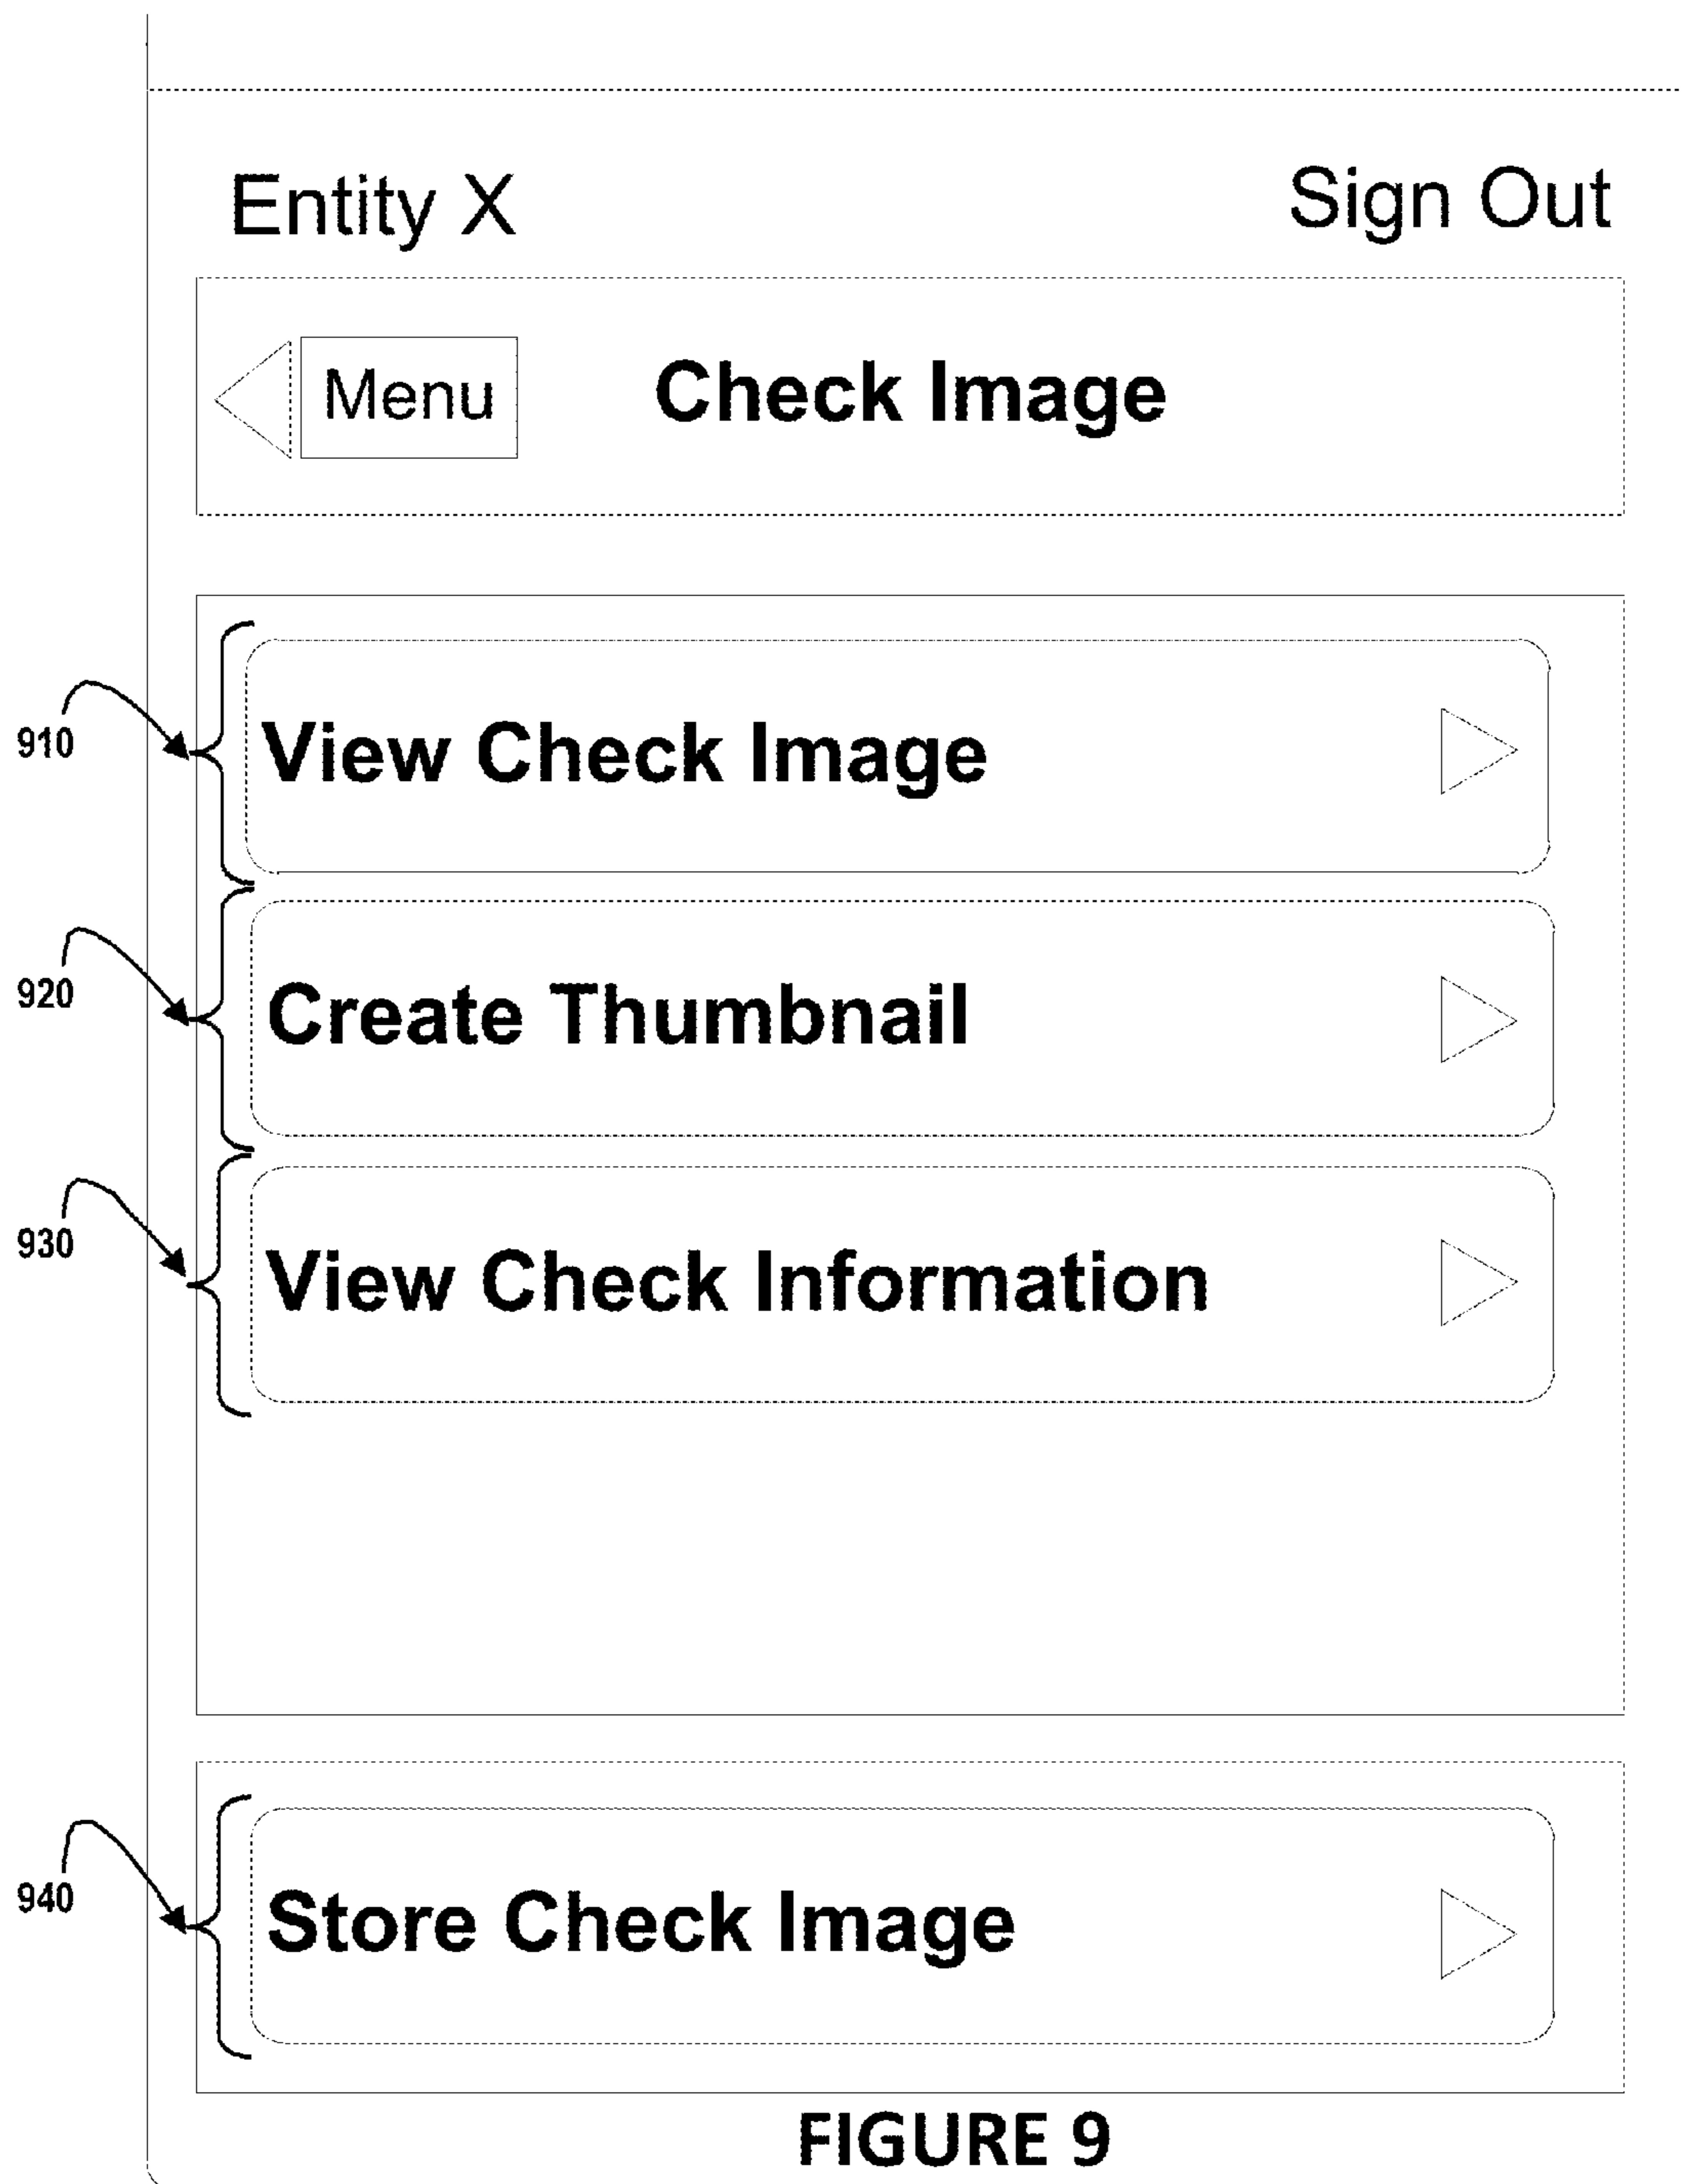 Entity X Sign Out
Menu Check Image
910 View Check Image
920 Create Thumbnail
930 View Check Information
940 Store Check Image
FIGURE 9